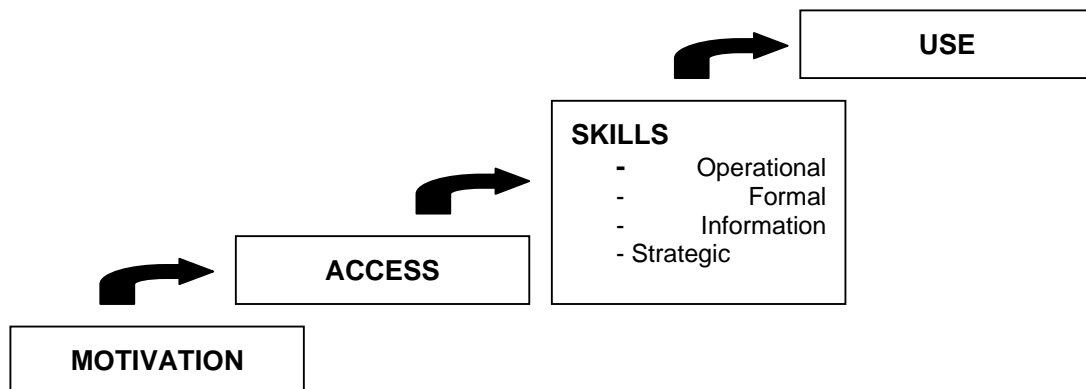 USE
SKILLS
- Operational
- Formal
- Information
- Strategic
ACCESS
MOTIVATION